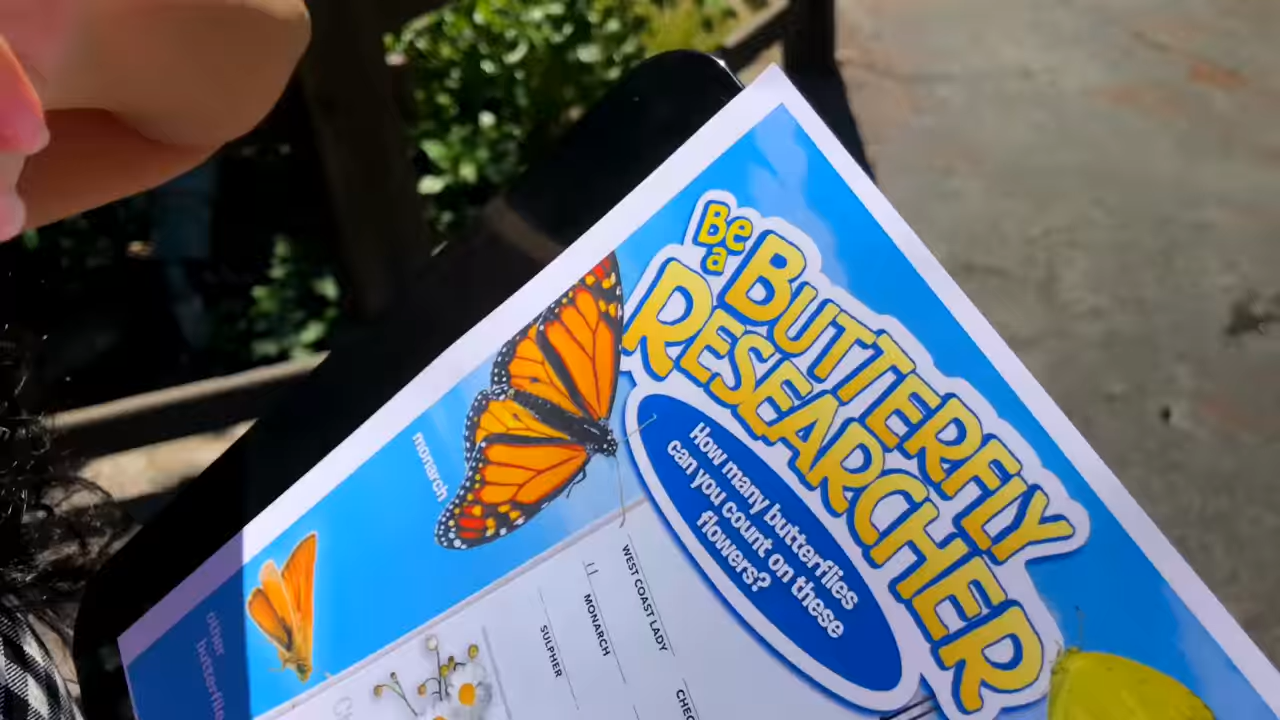 Be
a
BUTTERFLY
RESEARCHER
How many butterflies
can you count on these
flowers?
monarch
WEST COAST LADY
11
MONARCH
SULPHER
other